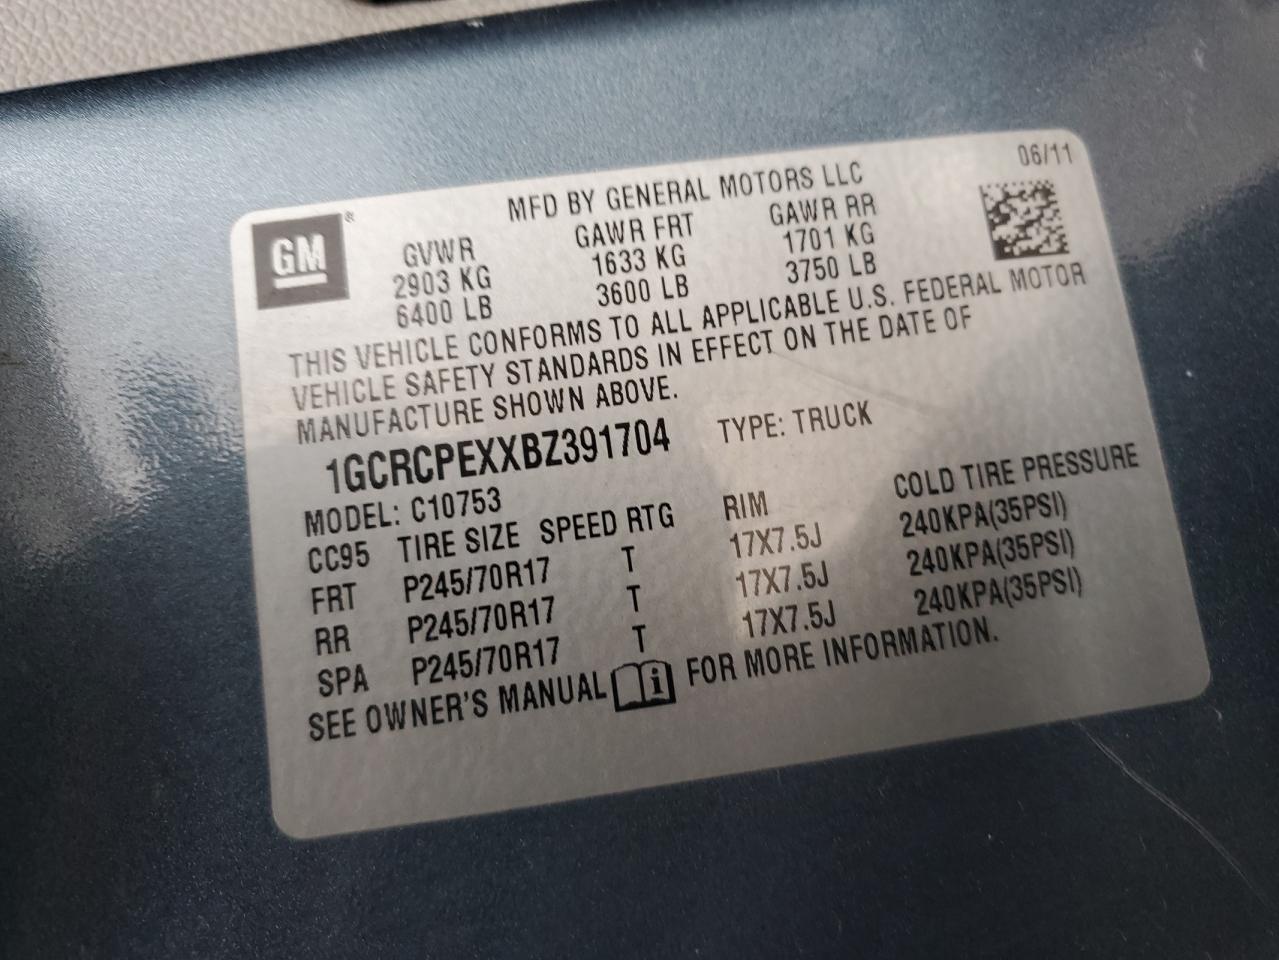 06/11
MFD BY GENERAL MOTORS LLC
GM®
GVWR GAWR FRT GAWR RR
2903 KG 1633 KG 1701 KG
6400 LB 3600 LB 3750 LB
THIS VEHICLE CONFORMS TO ALL APPLICABLE U.S. FEDERAL MOTOR
VEHICLE SAFETY STANDARDS IN EFFECT ON THE DATE OF
MANUFACTURE SHOWN ABOVE.
1GCRCPEXXBZ391704 TYPE: TRUCK
MODEL: C10753
CC95 TIRE SIZE SPEED RTG RIM COLD TIRE PRESSURE
FRT P245/70R17 T 17X7.5J 240KPA(35PSI)
RR P245/70R17 T 17X7.5J 240KPA(35PSI)
SPA P245/70R17 T 17X7.5J 240KPA(35PSI)
SEE OWNER'S MANUAL i FOR MORE INFORMATION.